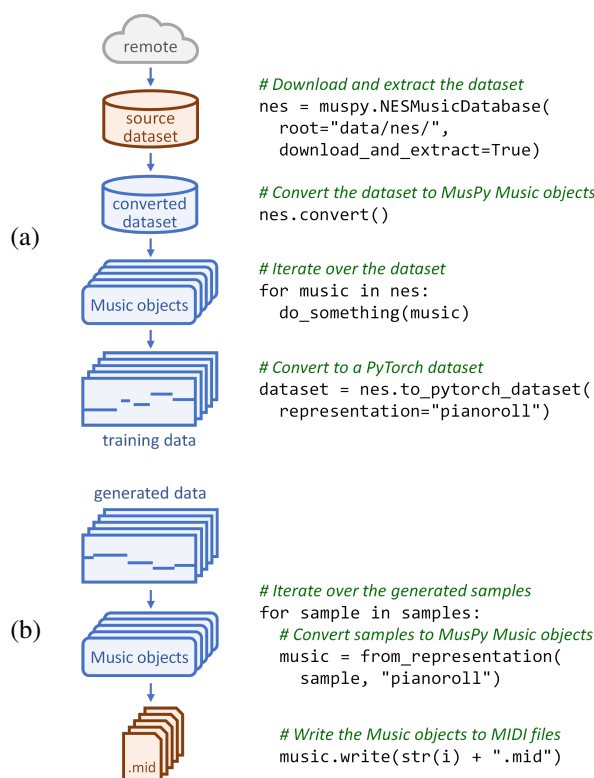 remote
source
dataset
# Download and extract the dataset
nes = muspy.NESMusicDatabase(
root="data/nes/",
download_and_extract=True)
converted
dataset
# Convert the dataset to MusPy Music objects
nes.convert()
(a)
Music objects
# Iterate over the dataset
for music in nes:
do_something(music)
# Convert to a PyTorch dataset
dataset = nes.to_pytorch_dataset(
representation="pianoroll")
training data
generated data
(b)
Music objects
# Iterate over the generated samples
for sample in samples:
# Convert samples to MusPy Music objects
music = from_representation(
sample, "pianoroll")
.mid
# Write the Music objects to MIDI files
music.write(str(i) + ".mid")